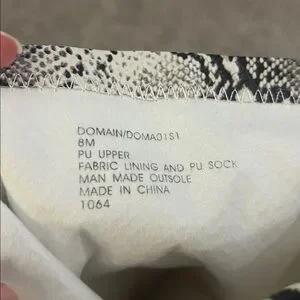 DOMAIN/DOMA01S1
8M
PU UPPER
FABRIC LINING AND PU SOCK
MAN MADE OUTSOLE
MADE IN CHINA
1064